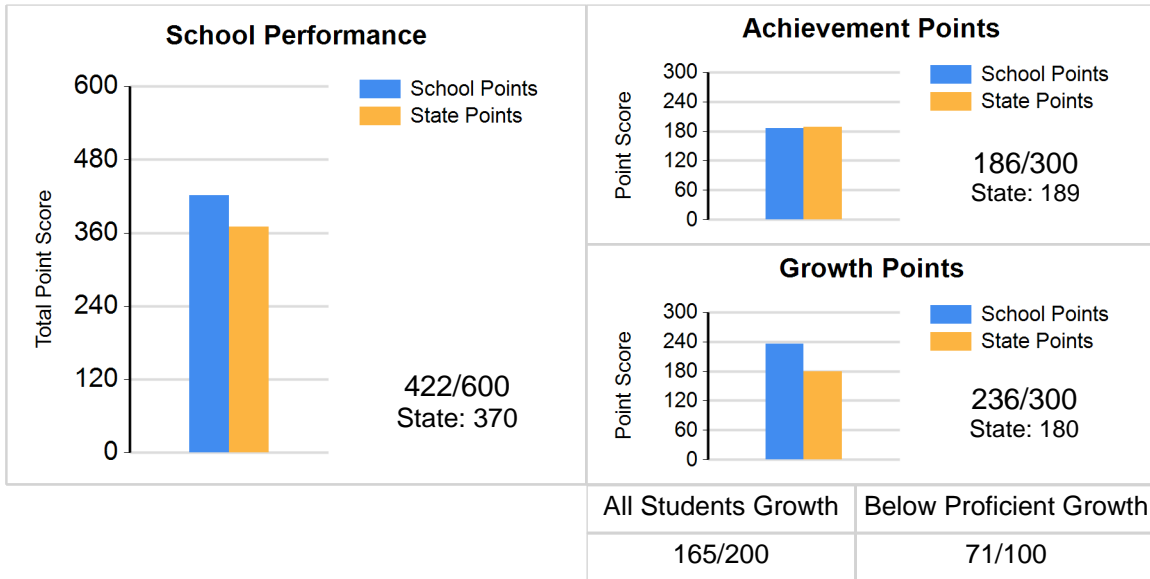 School Performance
600
480
360
240
120
0
Total Point Score
School Points
State Points
422/600
State: 370
Achievement Points
300
240
180
120
60
0
Point Score
School Points
State Points
186/300
State: 189
Growth Points
300
240
180
120
60
0
Point Score
School Points
State Points
236/300
State: 180
All Students Growth
Below Proficient Growth
165/200
71/100